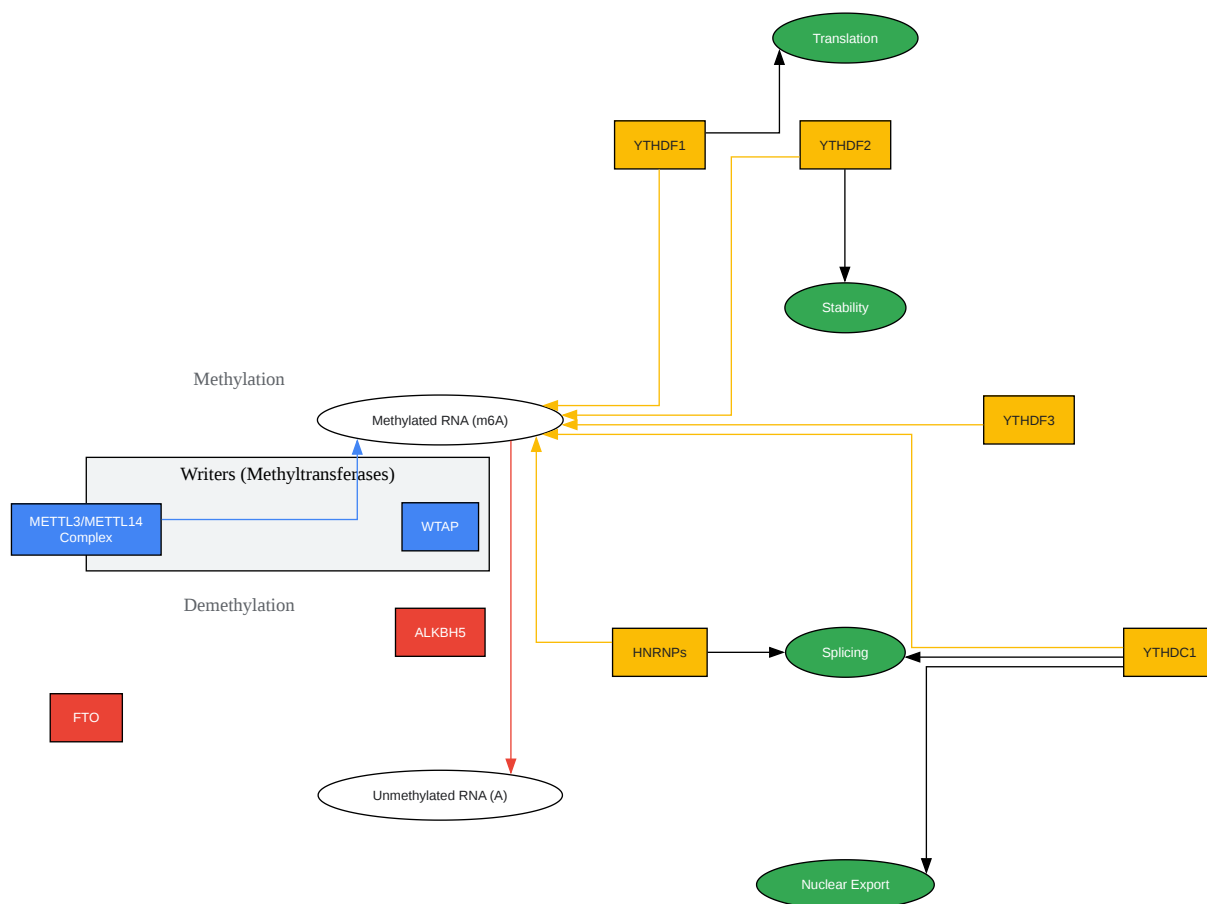 Translation
YTHDF1
YTHDF2
Stability
Methylation
Methylated RNA (m6A)
YTHDF3
Writers (Methyltransferases)
METTL3/METTL14
Complex
WTAP
Demethylation
ALKBH5
HNRNPs
Splicing
YTHDC1
FTO
Unmethylated RNA (A)
Nuclear Export